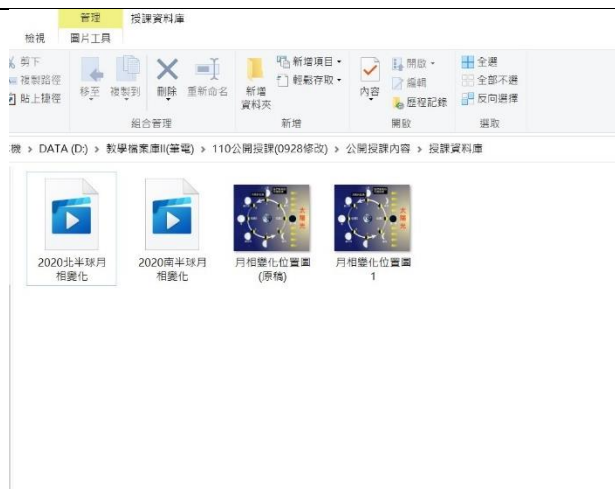 管理 授課資料庫
檢視 圖片工具
剪下
複製路徑
貼上捷徑
移至 複製到 刪除 重新命名
新增
資料夾
新增項目
輕鬆存取
內容
開啟
編輯
歷程記錄
全選
全部不選
反向選擇
組合管理 新增 開啟 選取
機 > DATA (D:) > 教學檔案庫II(筆電) > 110公開授課(0928修改) > 公開授課內容 > 授課資料庫
2020北半球月
相變化
2020南半球月
相變化
月相變化位置圖
(原稿)
月相變化位置圖
1
太陽光
太陽光